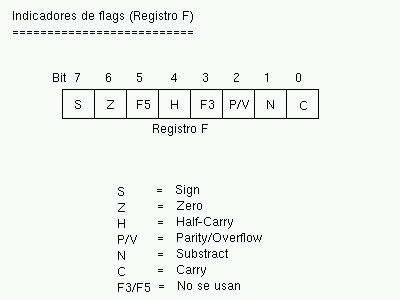 Indicadores de flags (Registro F)
==========================
Bit 7 6 5 4 3 2 1 0
S Z F5 H F3 P/V N C
Registro F
S = Sign
Z = Zero
H = Half-Carry
P/V = Parity/Overflow
N = Substract
C = Carry
F3/F5 = No se usan